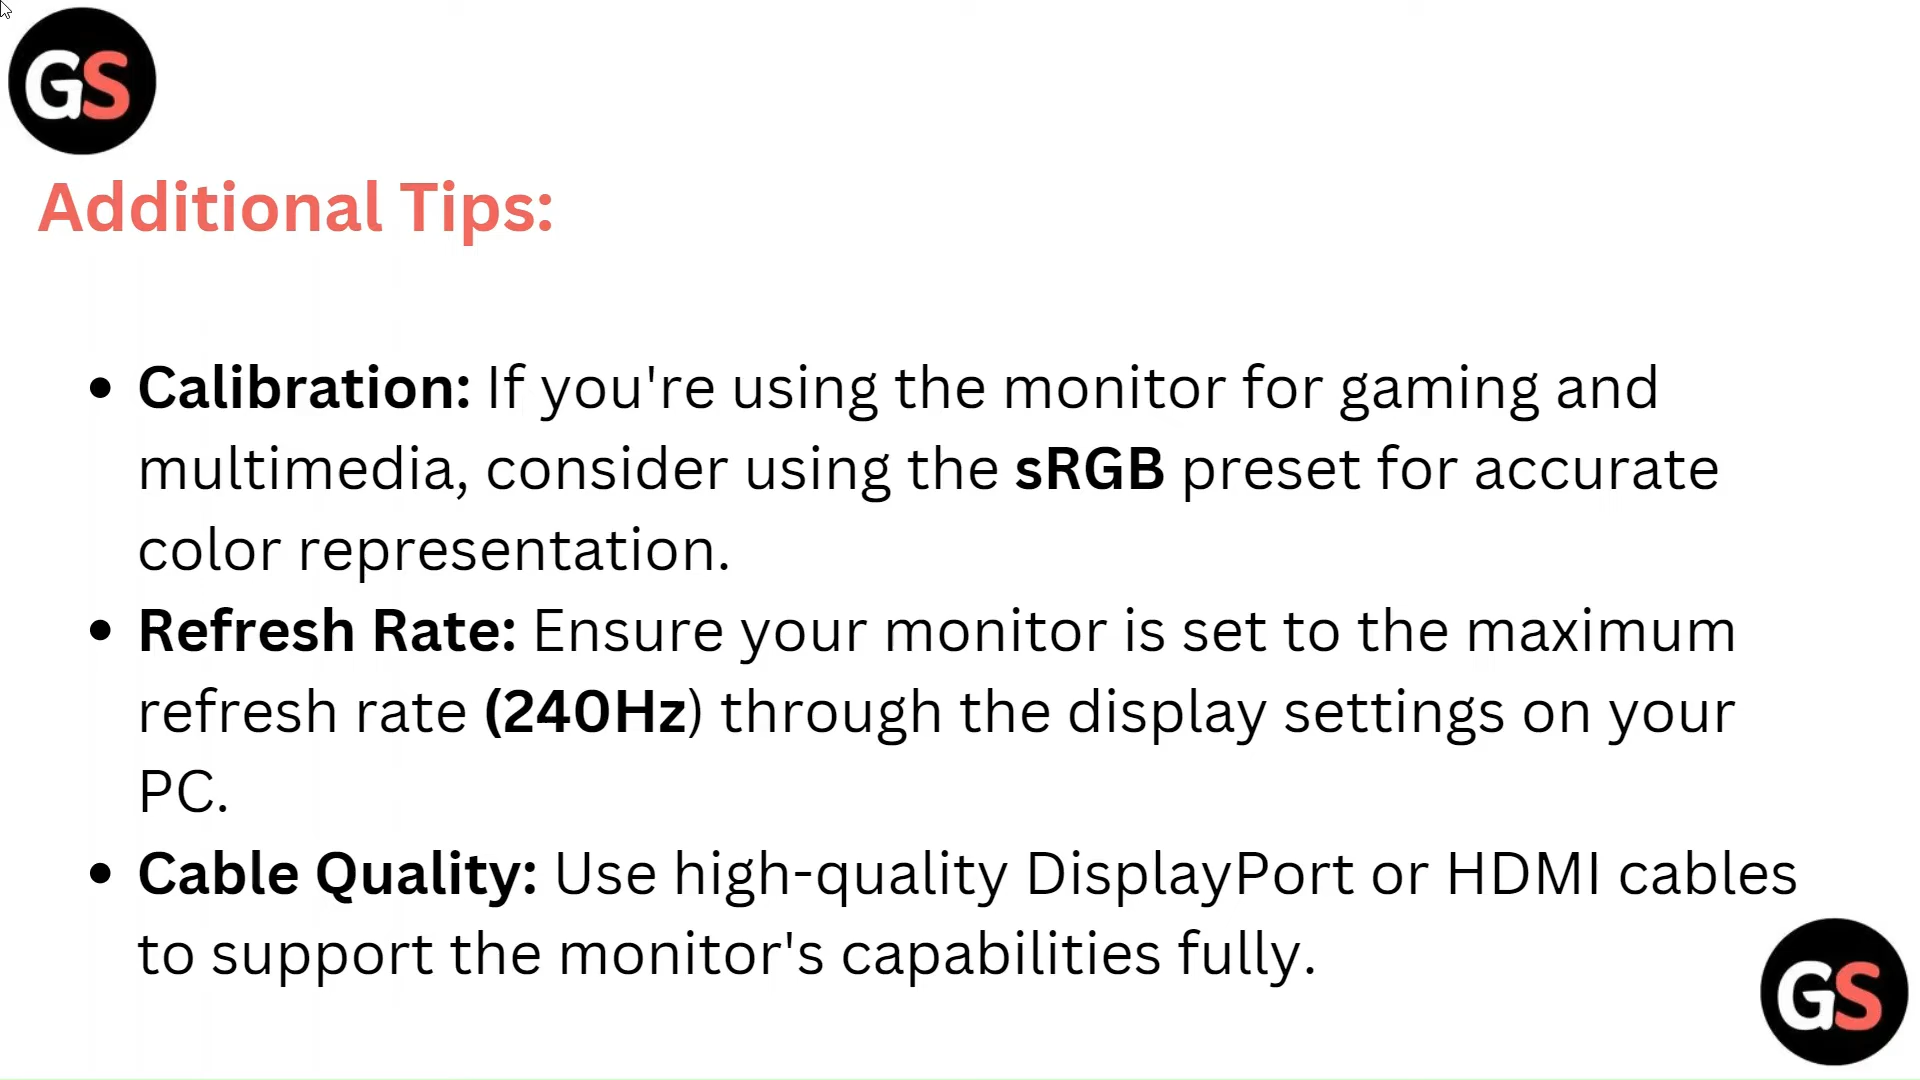 GS
Additional Tips:
• Calibration: If you're using the monitor for gaming and
multimedia, consider using the sRGB preset for accurate
color representation.
• Refresh Rate: Ensure your monitor is set to the maximum
refresh rate (240Hz) through the display settings on your
PC.
• Cable Quality: Use high-quality DisplayPort or HDMI cables
to support the monitor's capabilities fully.
GS